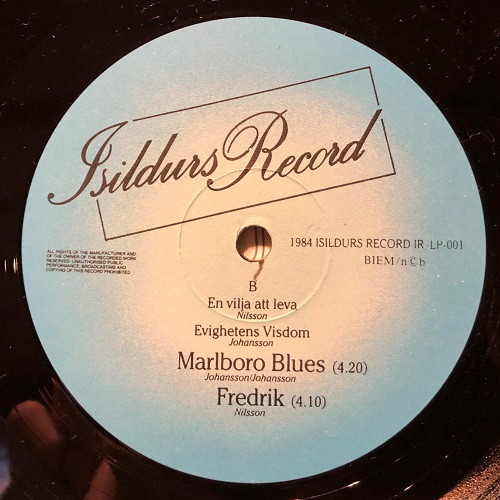 Isildurs Record
1984 ISILDURS RECORD IR-LP-001
BIEM/n©b
ALL RIGHTS OF THE MANUFACTURER AND
OF THE OWNER OF THE RECORDED WORK
RESERVED. UNAUTHORISED PUBLIC
PERFORMANCE, BROADCASTING AND
COPYING OF THIS RECORD PROHIBITED
B
En vilja att leva
Nilsson
Evighetens Visdom
Johansson
Marlboro Blues (4.20)
Johansson/Johansson
Fredrik (4.10)
Nilsson